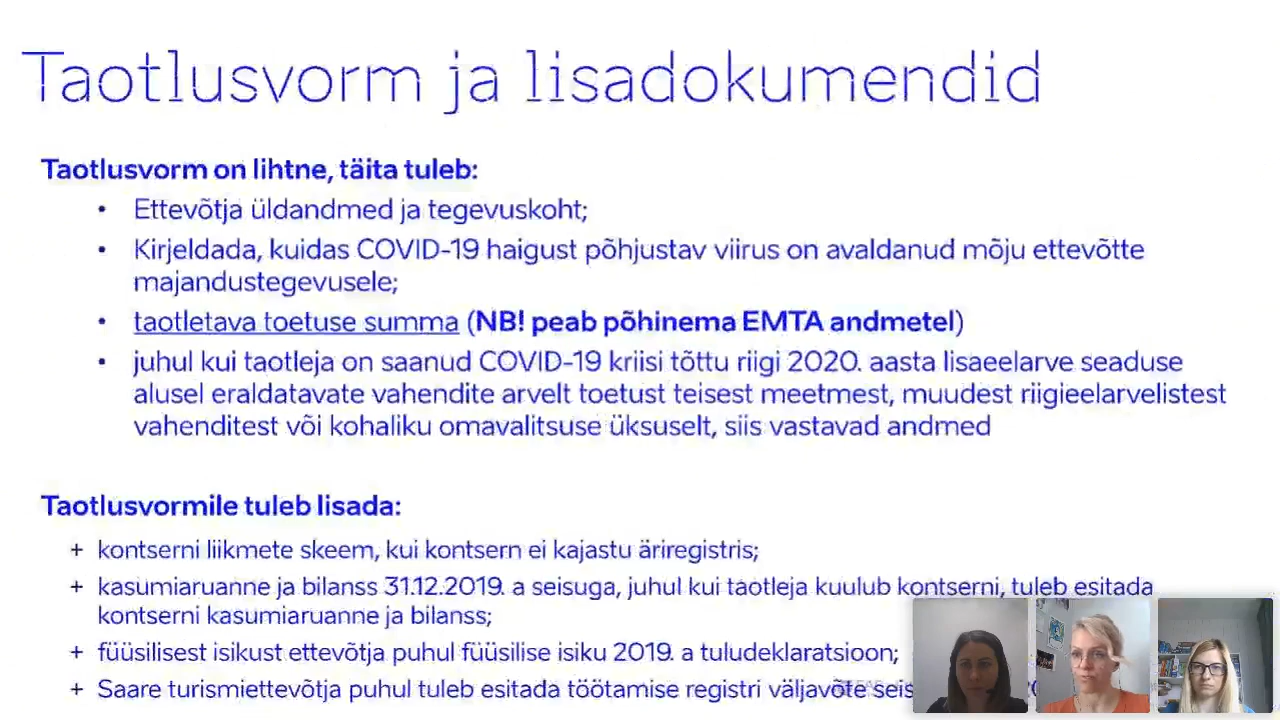 Taotlusvorm ja lisadokumendid
Taotlusvorm on lihtne, täita tuleb:
• Ettevõtja üldandmed ja tegevuskoht;
• Kirjeldada, kuidas COVID-19 haigust põhjustav viirus on avaldanud mõju ettevõtte
majandustegevusele;
• taotletava toetuse summa (NB! peab põhinema EMTA andmetel)
• juhul kui taotleja on saanud COVID-19 kriisi tõttu riigi 2020. aasta lisaeelarve seaduse
alusel eraldatavate vahendite arvelt toetust teisest meetmest, muudest riigieelarvelistest
vahenditest või kohaliku omavalitsuse üksuselt, siis vastavad andmed
Taotlusvormile tuleb lisada:
+ kontserni liikmete skeem, kui kontsern ei kajastu äriregistris;
+ kasumiaruanne ja bilanss 31.12.2019. a seisuga, juhul kui taotleja kuulub kontserni, tuleb esitada
kontserni kasumiaruanne ja bilanss;
+ füüsilisest isikust ettevõtja puhul füüsilise isiku 2019. a tuludeklaratsioon;
+ Saare turismiettevõtja puhul tuleb esitada töötamise registri väljavõte